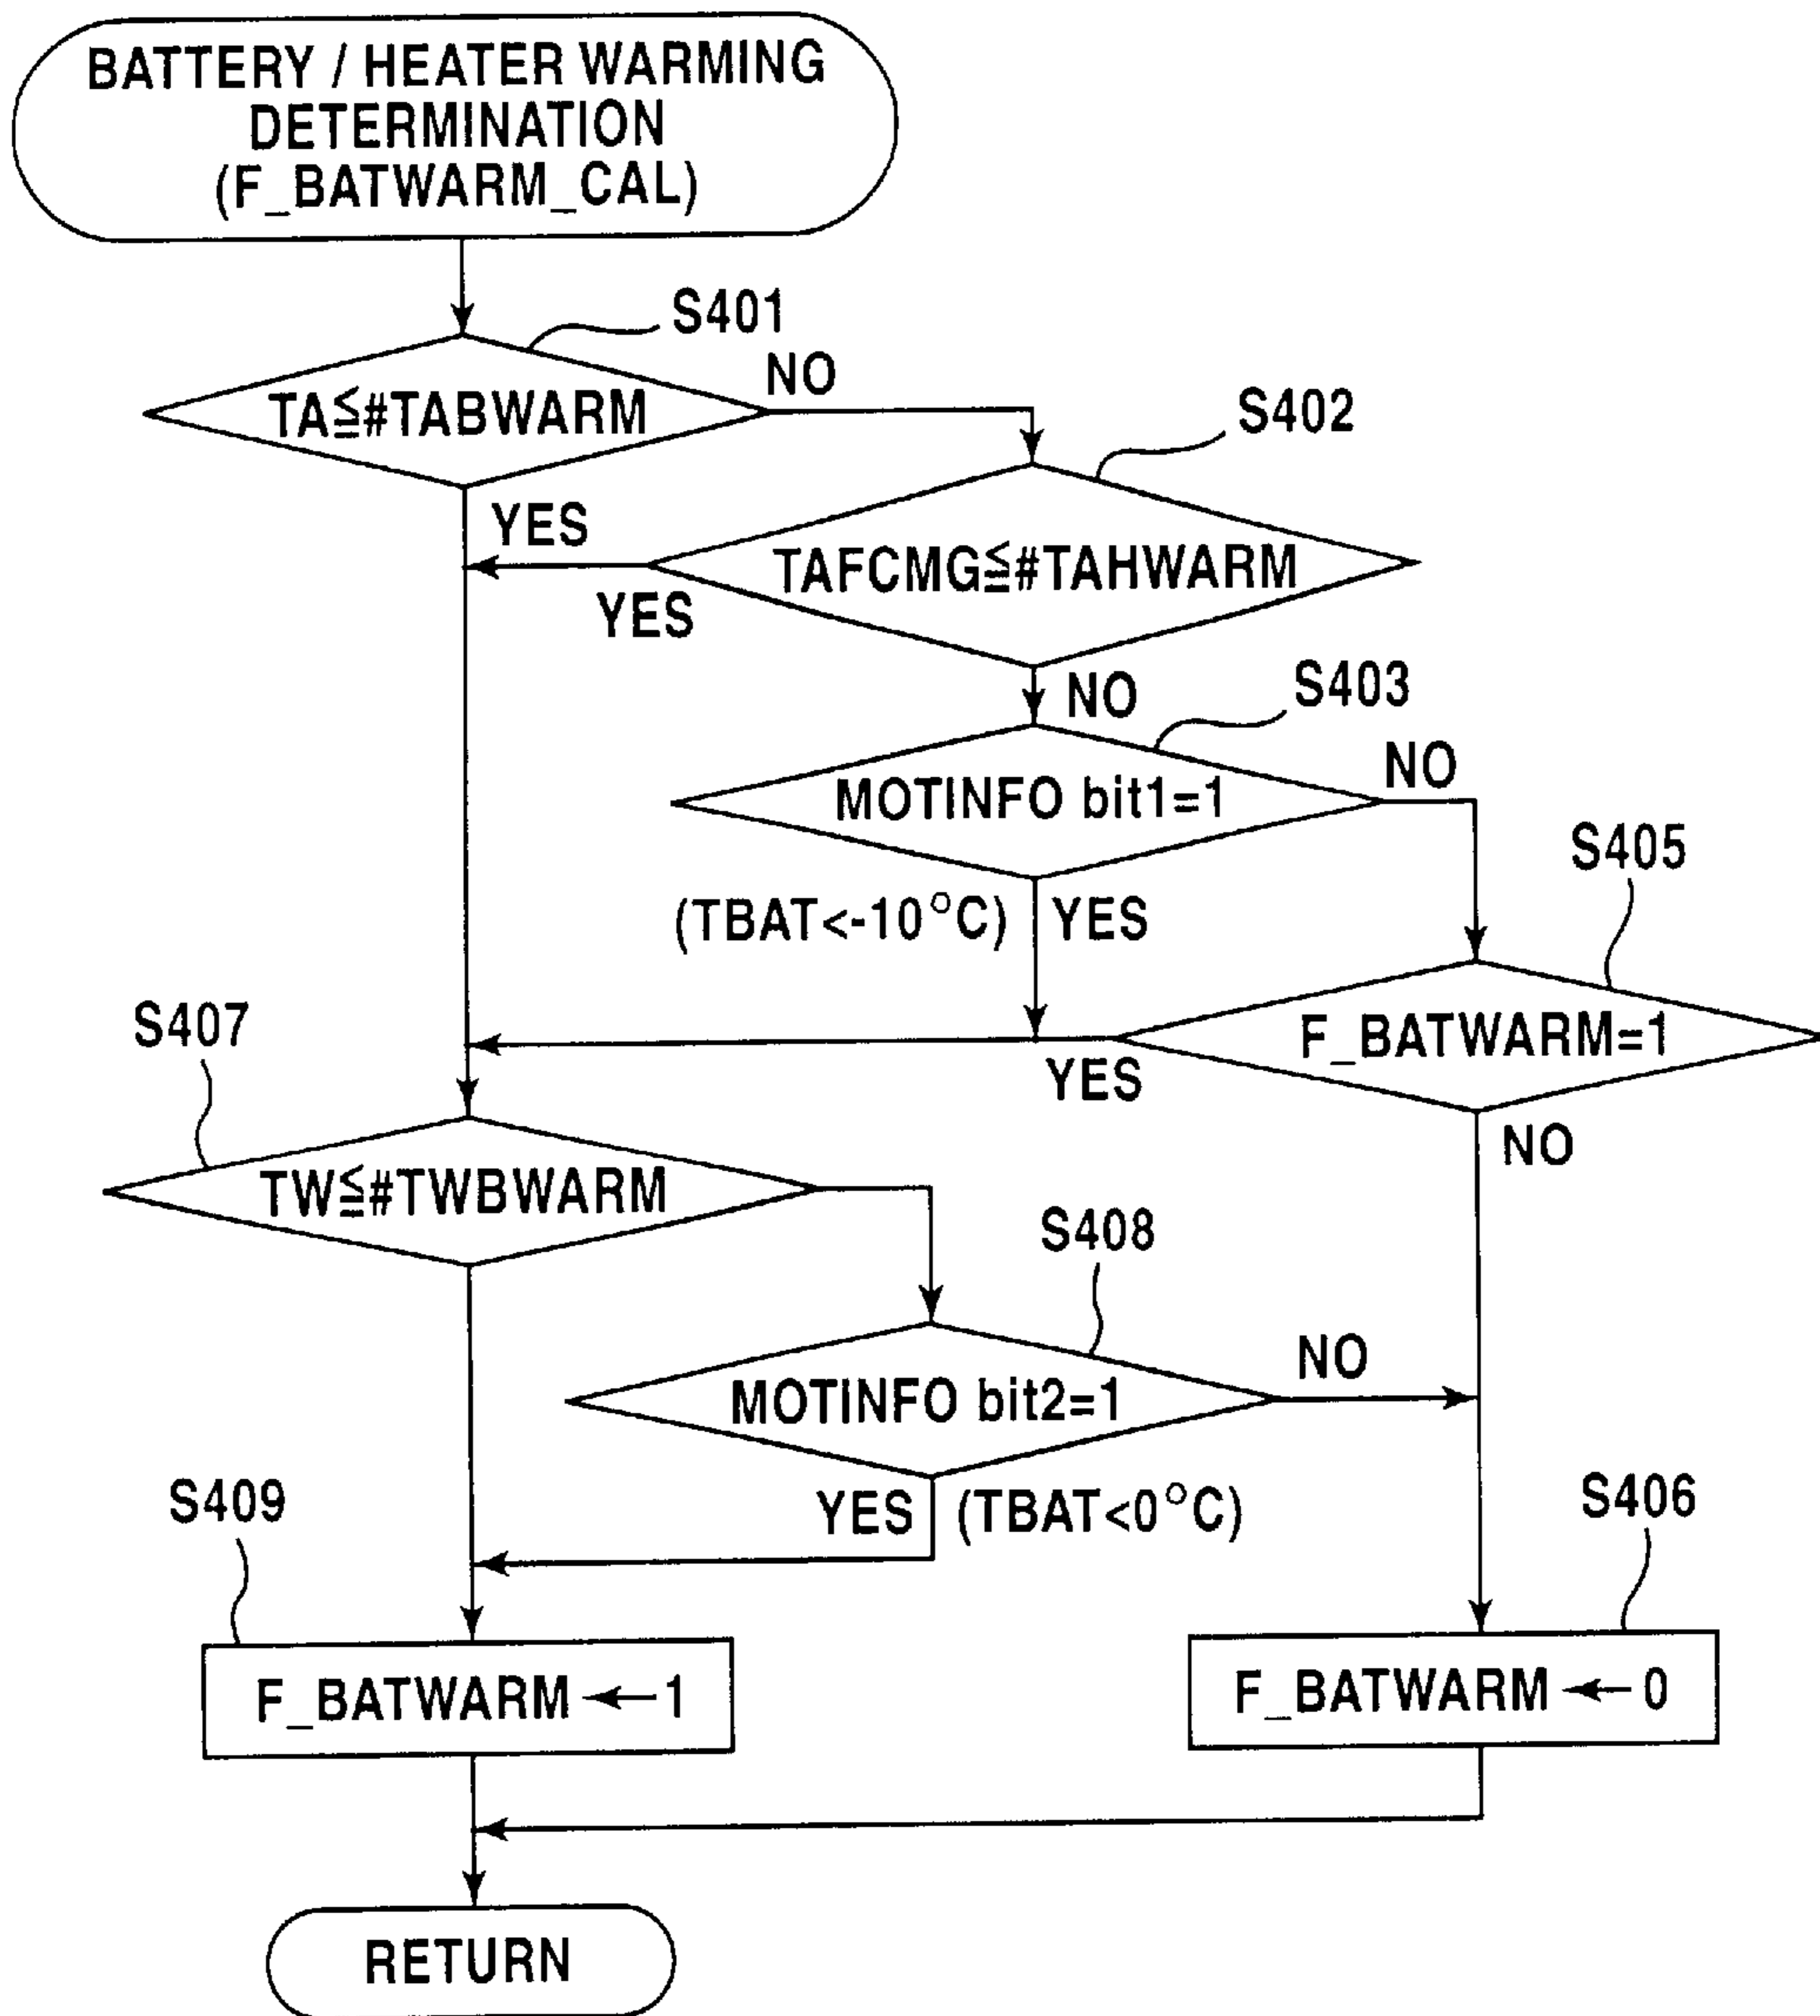 BATTERY / HEATER WARMING
DETERMINATION
(F_BATWARM_CAL)
S401
NO
TA≦#TABWARM
S402
YES
TAFCMG≦#TAHWARM
YES
NO
S403
MOTINFO bit1=1
NO
S405
(TBAT<-10°C)
YES
S407
F_BATWARM=1
YES
NO
TW≦#TWBWARM
S408
NO
MOTINFO bit2=1
S409
YES
(TBAT<0°C)
S406
F_BATWARM←1
F_BATWARM←0
RETURN